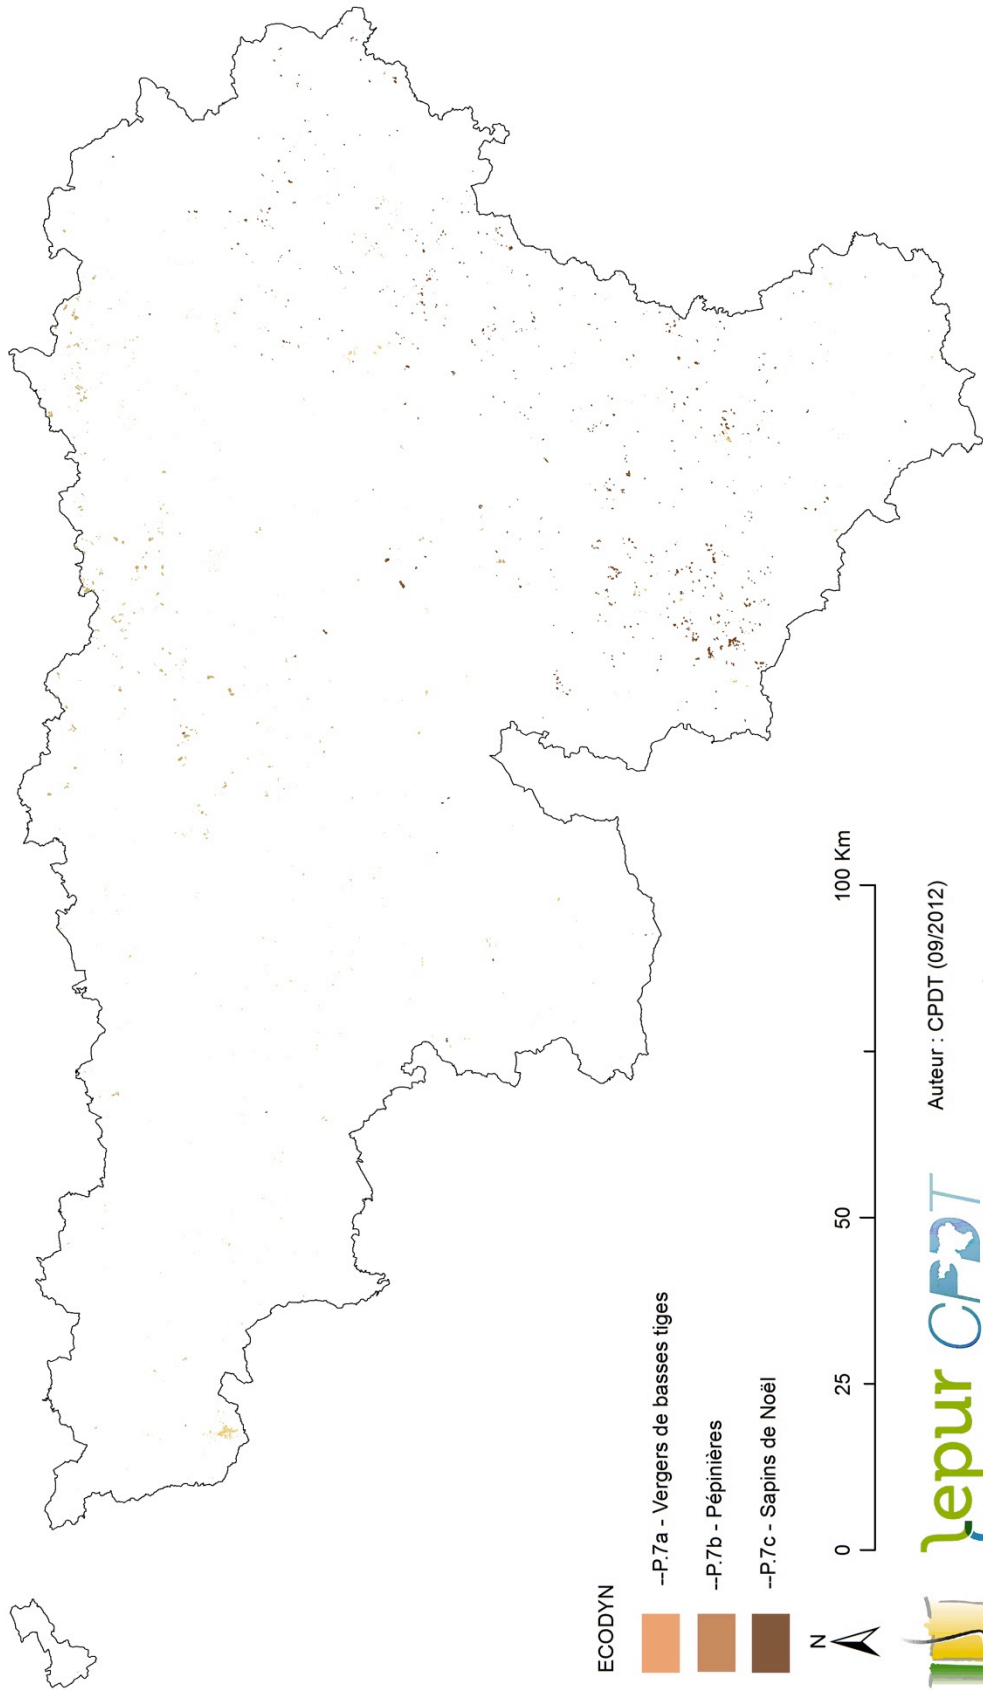 ECODYN
--P.7a - Vergers de basses tiges
--P.7b - Pépinières
--P.7c - Sapins de Noël
N
0 25 50 100 Km
lepur CPDT Auteur : CPDT (09/2012)